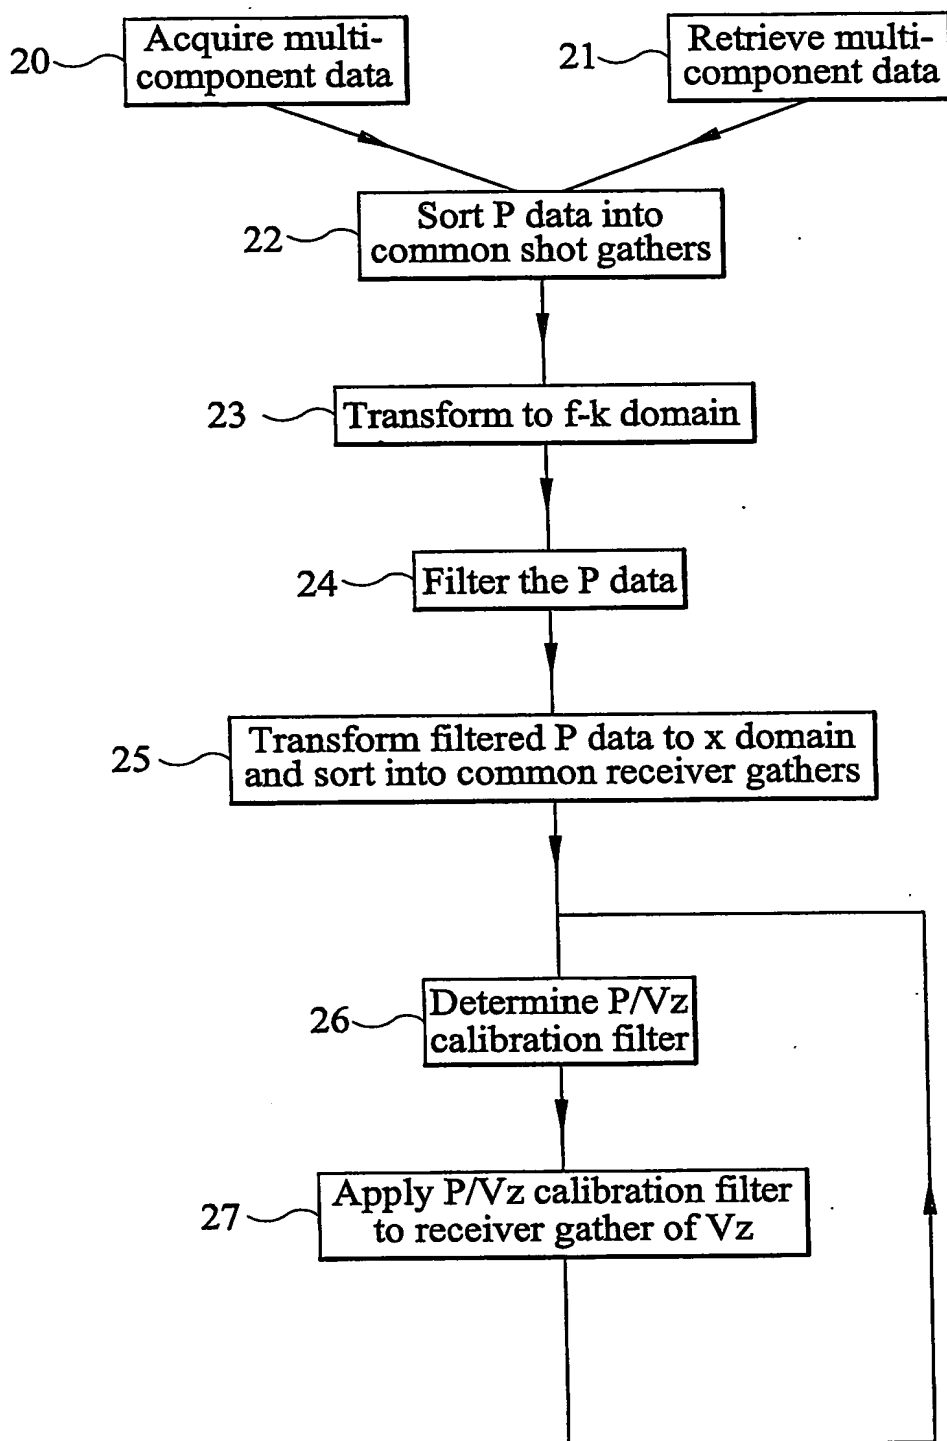 20
Acquire multi-
component data
21
Retrieve multi-
component data
22
Sort P data into
common shot gathers
23
Transform to f-k domain
24
Filter the P data
25
Transform filtered P data to x domain
and sort into common receiver gathers
26
Determine P/Vz
calibration filter
27
Apply P/Vz calibration filter
to receiver gather of Vz